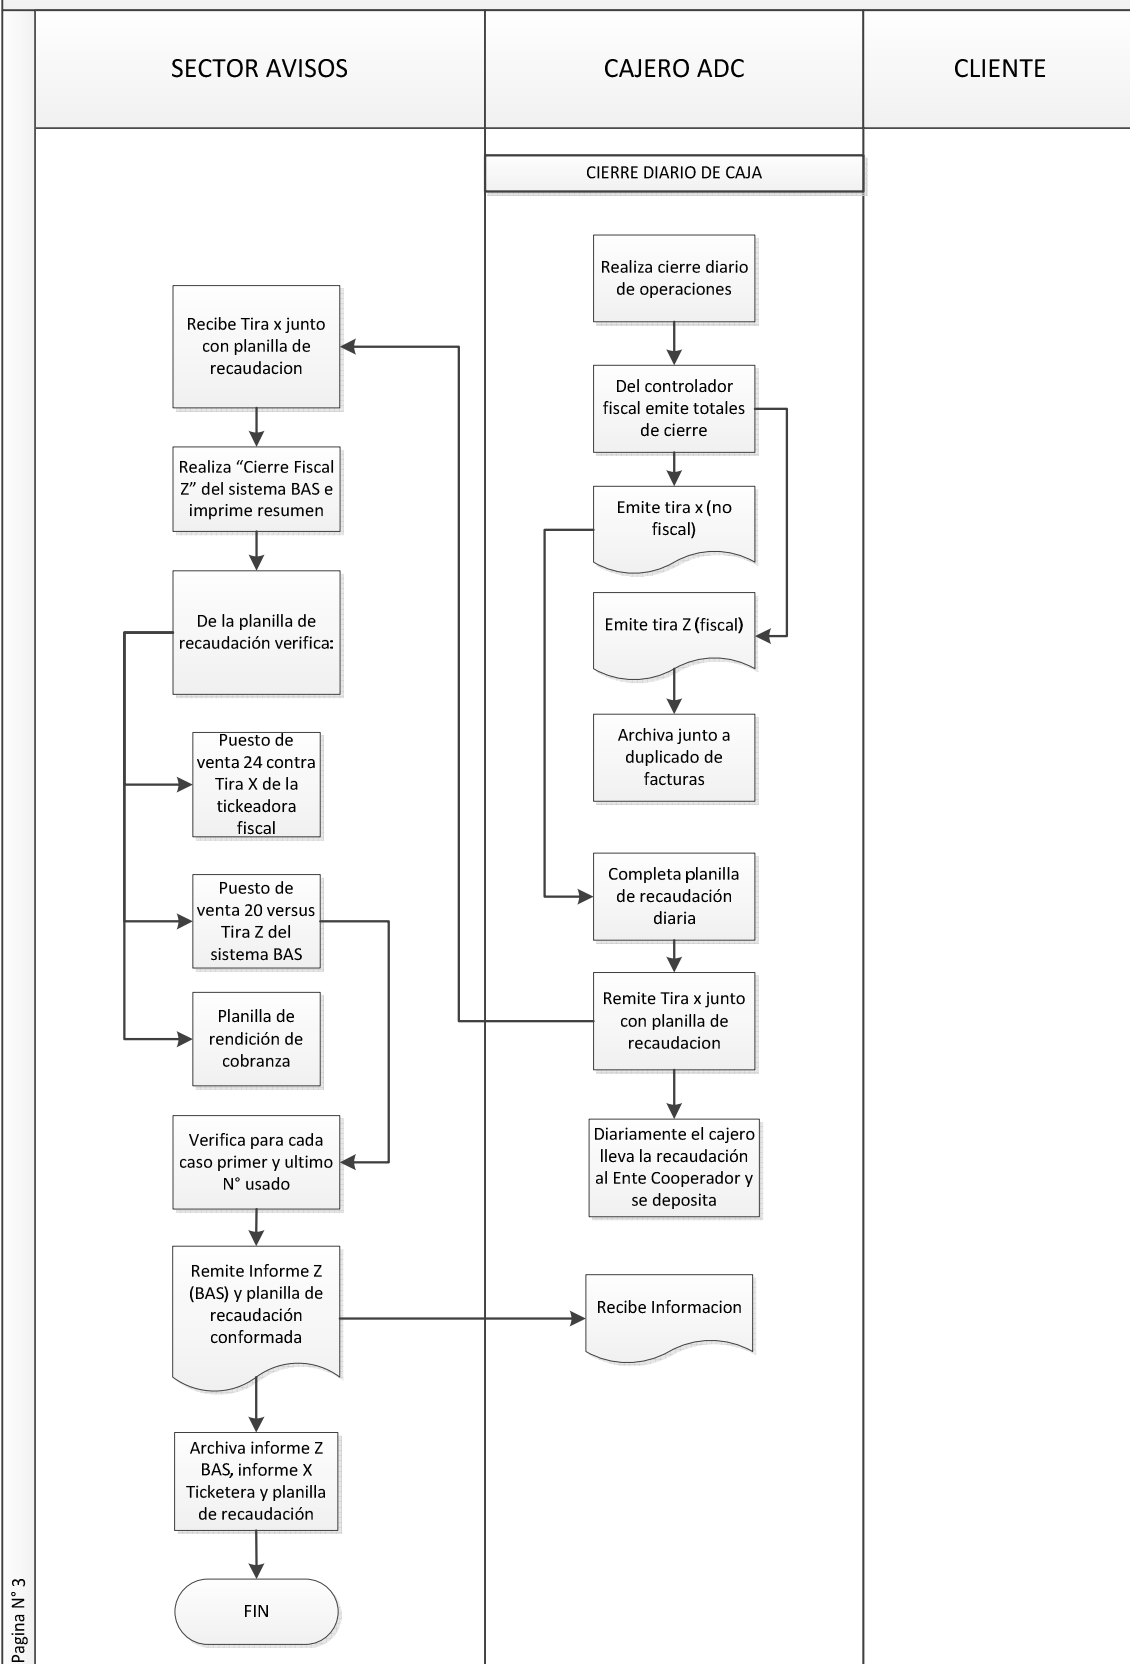 SECTOR AVISOS
CAJERO ADC
CLIENTE
CIERRE DIARIO DE CAJA
Realiza cierre diario
de operaciones
Del controlador
fiscal emite totales
de cierre
Emite tira x (no
fiscal)
Emite tira Z (fiscal)
Archiva junto a
duplicado de
facturas
Completa planilla
de recaudación
diaria
Remite Tira x junto
con planilla de
recaudacion
Diariamente el cajero
lleva la recaudación
al Ente Cooperador y
se deposita
Recibe Tira x junto
con planilla de
recaudacion
Realiza “Cierre Fiscal
Z” del sistema BAS e
imprime resumen
De la planilla de
recaudación verifica:
Puesto de
venta 24 contra
Tira X de la
tickeadora
fiscal
Puesto de
venta 20 versus
Tira Z del
sistema BAS
Planilla de
rendición de
cobranza
Verifica para cada
caso primer y ultimo
N° usado
Remite Informe Z
(BAS) y planilla de
recaudación
conformada
Recibe Informacion
Archiva informe Z
BAS, informe X
Ticketera y planilla
de recaudación
FIN
Pagina N° 3